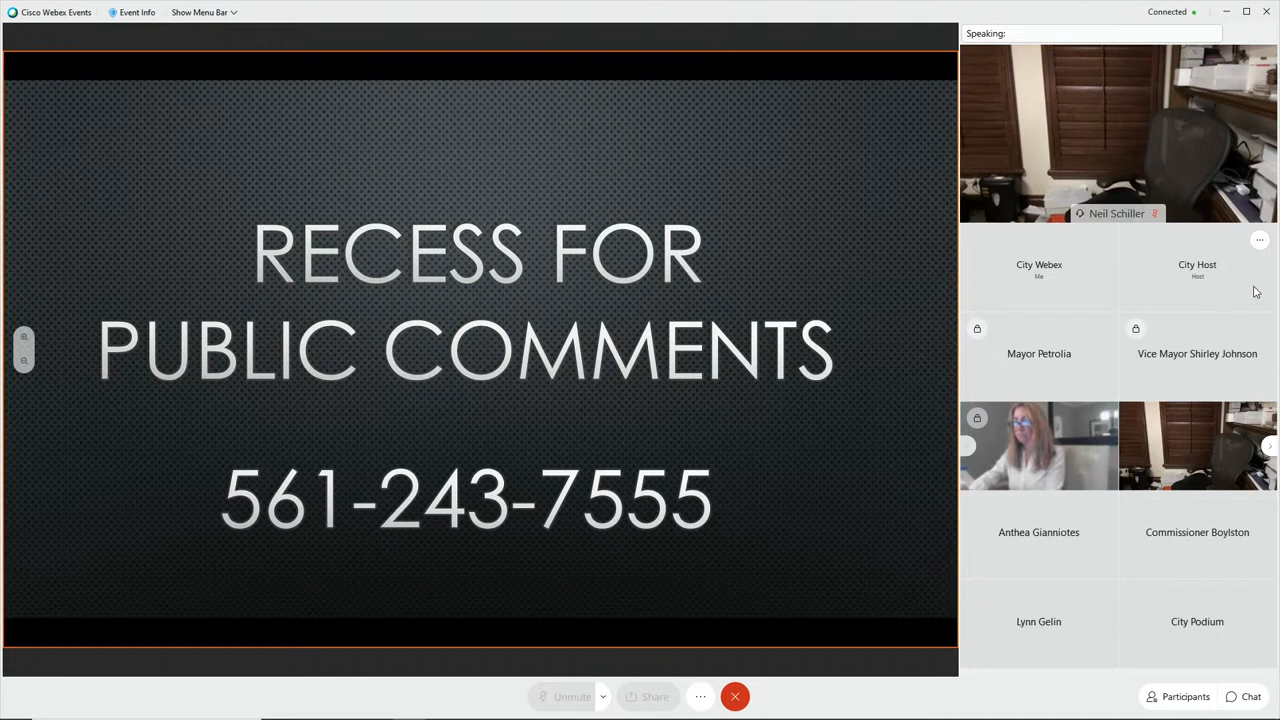 Cisco Webex Events
Event Info
Show Menu Bar
Connected
Speaking:
RECESS FOR
PUBLIC COMMENTS
561-243-7555
Neil Schiller
City Webex
Me
City Host
Host
Mayor Petrolia
Vice Mayor Shirley Johnson
Anthea Gianniotes
Commissioner Boylston
Lynn Gelin
City Podium
Unmute
Share
Participants
Chat